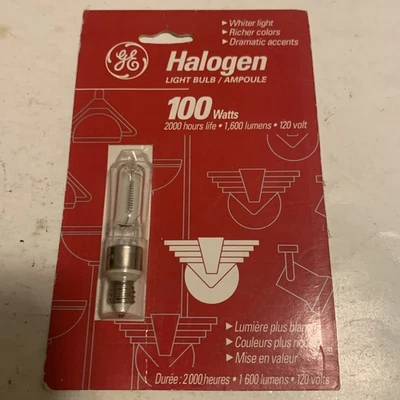 ▸ Whiter light
▸ Richer colors
▸ Dramatic accents
GE
Halogen
LIGHT BULB / AMPOULE
100 Watts
2000 hours life • 1,600 lumens • 120 volt
▸ Lumière plus
▸ Couleurs plus
▸ Mise en valeur
Durée : 2 000 heures • 1 600 lumens • 120 volts